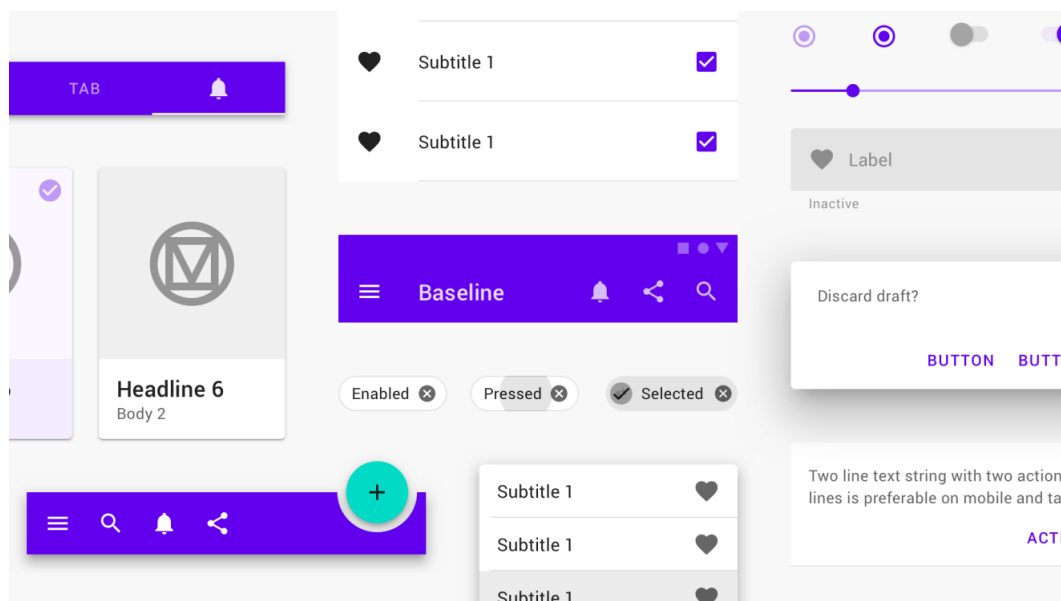 TAB
Headline 6
Body 2
Subtitle 1
Subtitle 1
Baseline
Enabled
Pressed
Selected
Subtitle 1
Subtitle 1
Subtitle 1
Label
Inactive
Discard draft?
BUTTON BUTT
Two line text string with two action
lines is preferable on mobile and ta
ACT